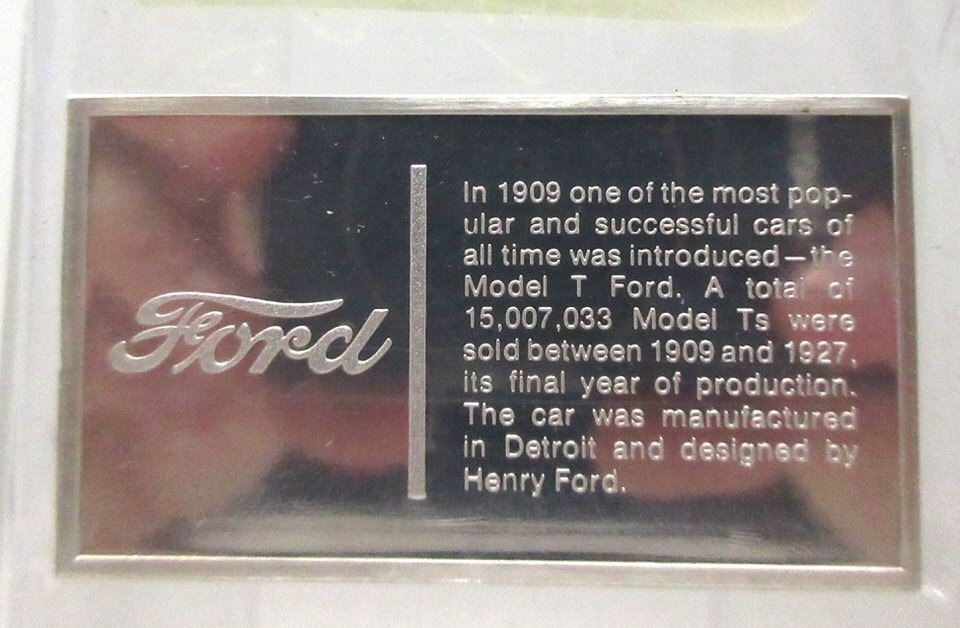 Ford
In 1909 one of the most pop-
ular and successful cars of
all time was introduced — the
Model T Ford. A total of
15,007,033 Model Ts were
sold between 1909 and 1927,
its final year of production.
The car was manufactured
in Detroit and designed by
Henry Ford.